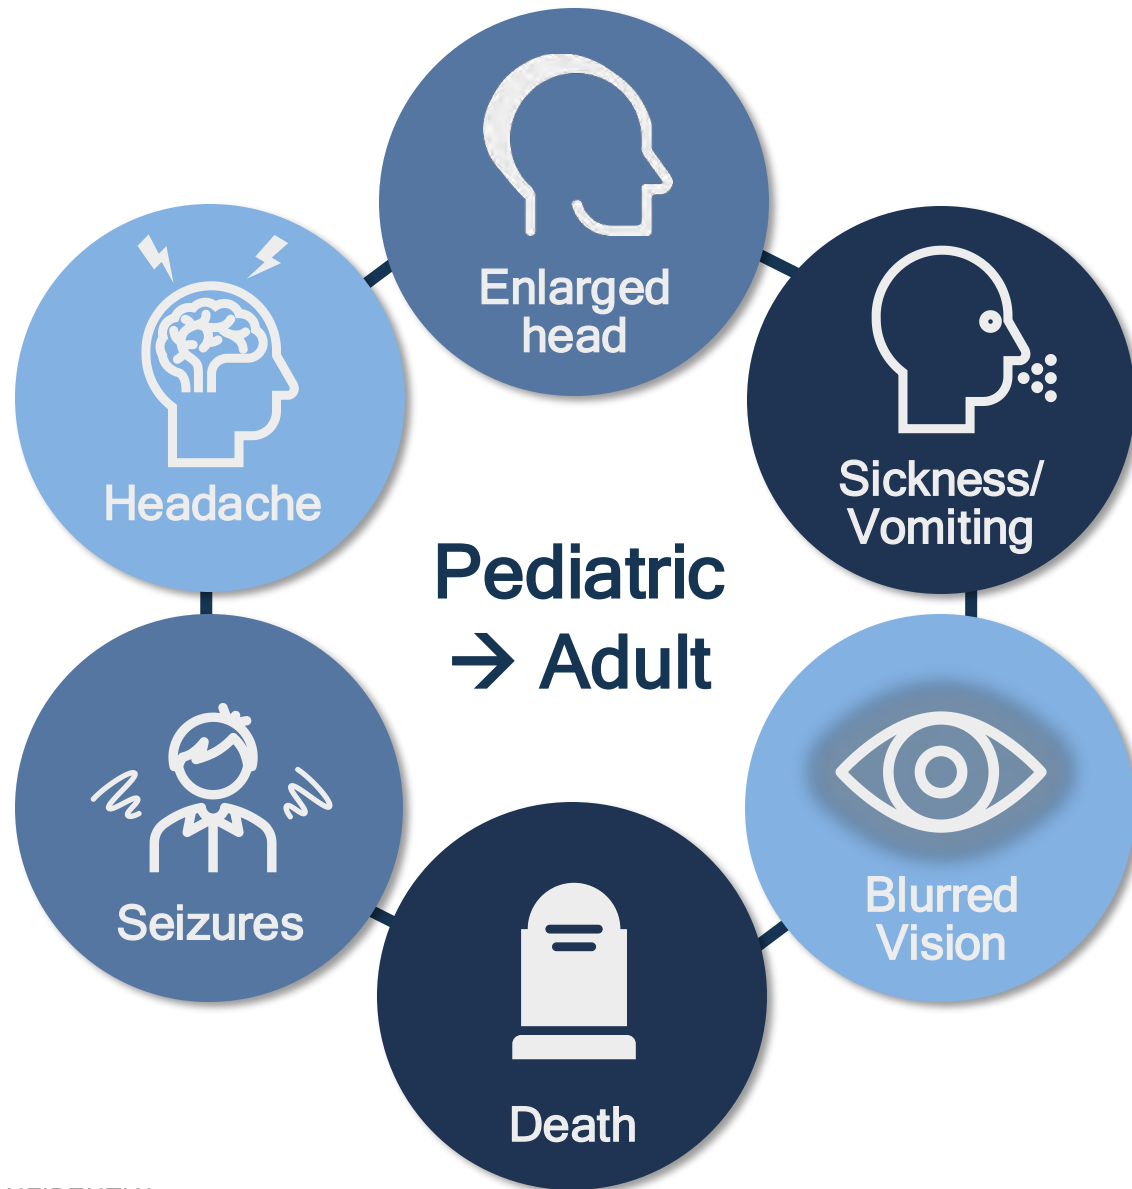 Enlarged
head
Headache
Sickness/
Vomiting
Pediatric
→ Adult
Seizures
Blurred
Vision
Death